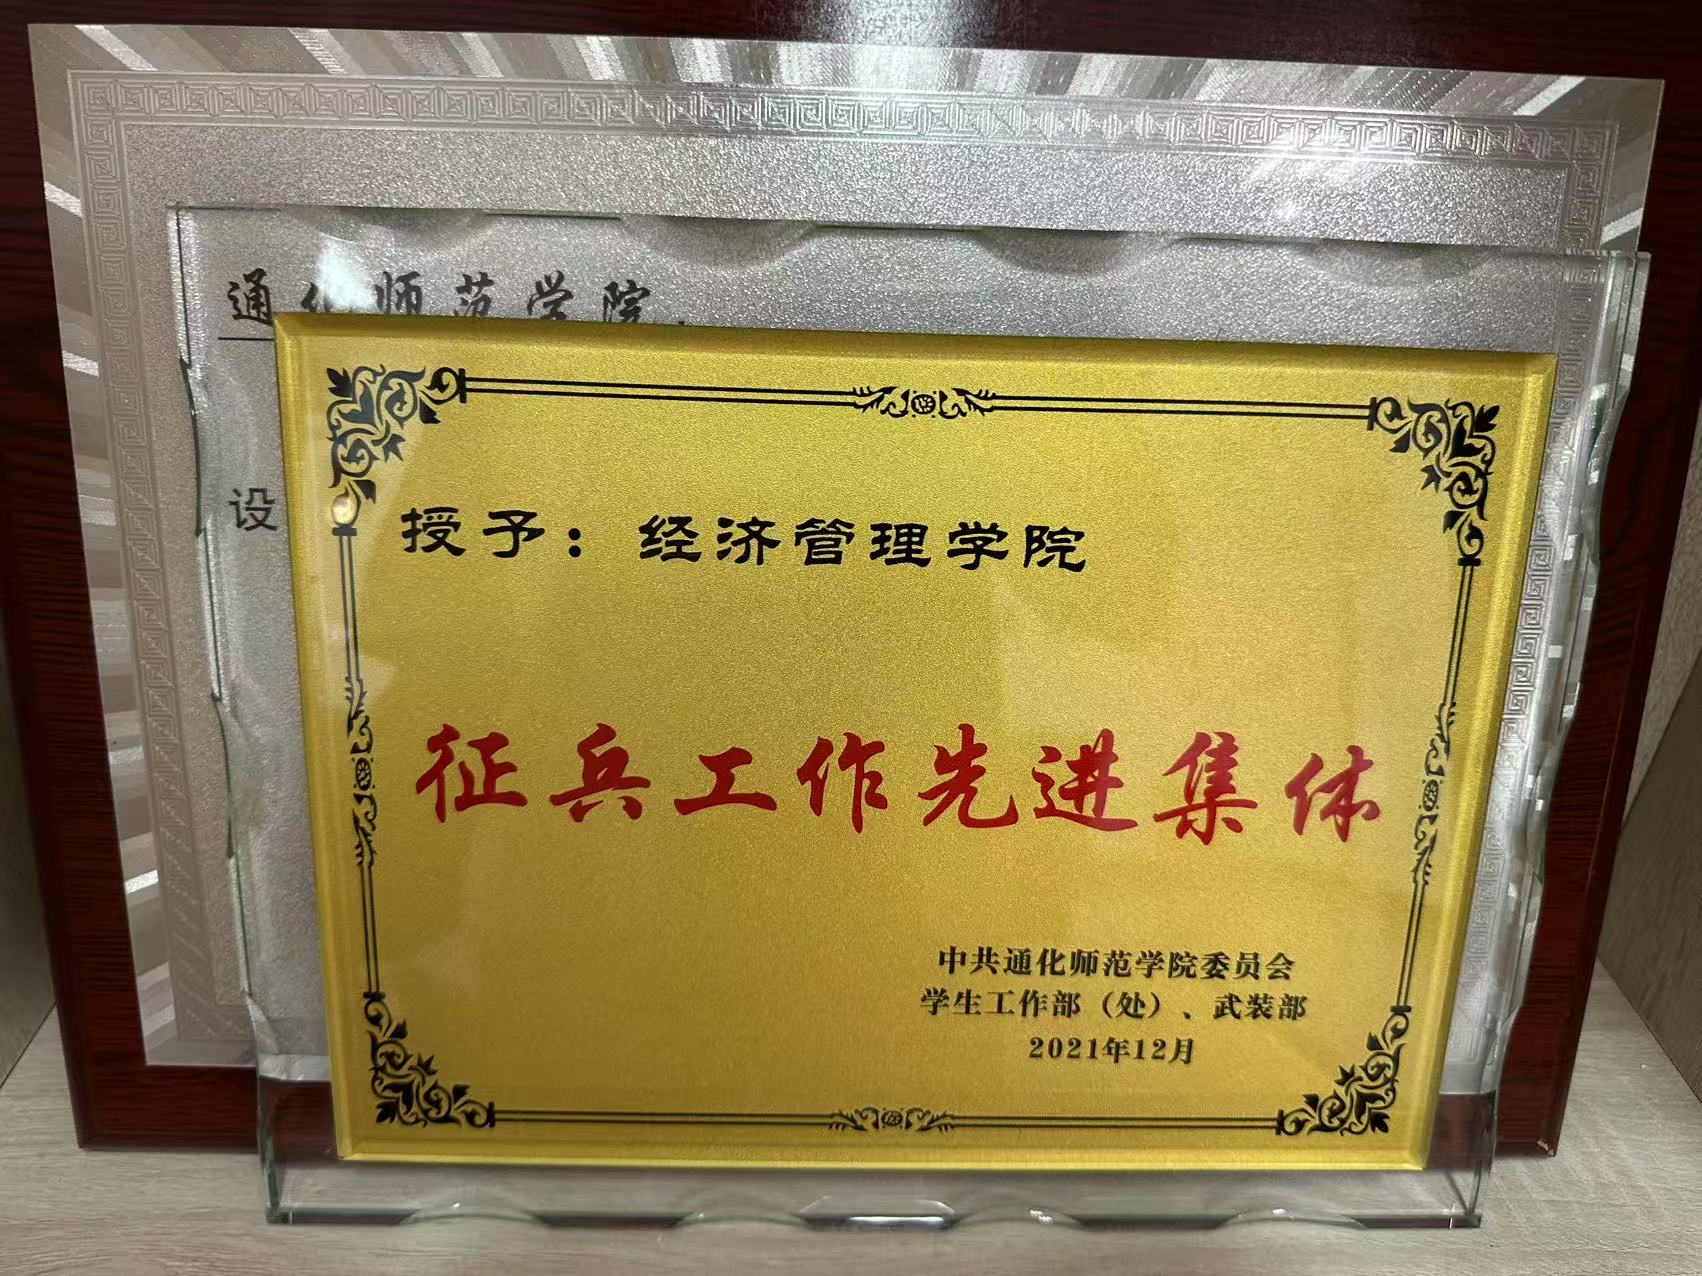 通化师范学院
设
授予：经济管理学院
征兵工作先进集体
中共通化师范学院委员会
学生工作部（处）、武装部
2021年12月